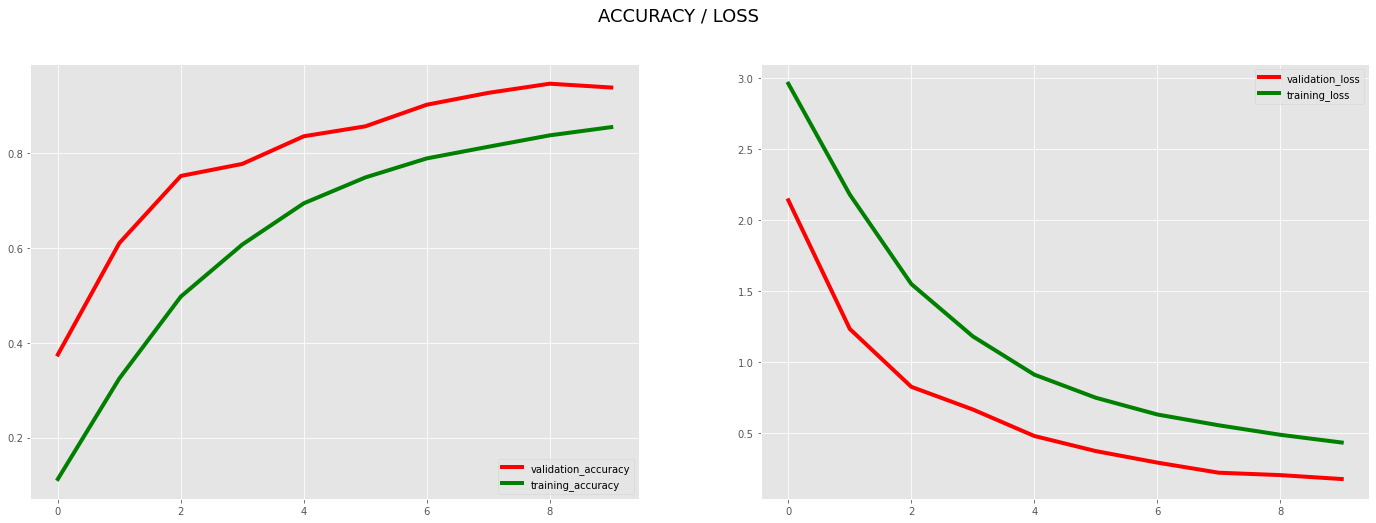 ACCURACY / LOSS
0.8
0.6
0.4
0.2
0 2 4 6 8
validation_accuracy
training_accuracy
3.0
2.5
2.0
1.5
1.0
0.5
0 2 4 6 8
validation_loss
training_loss